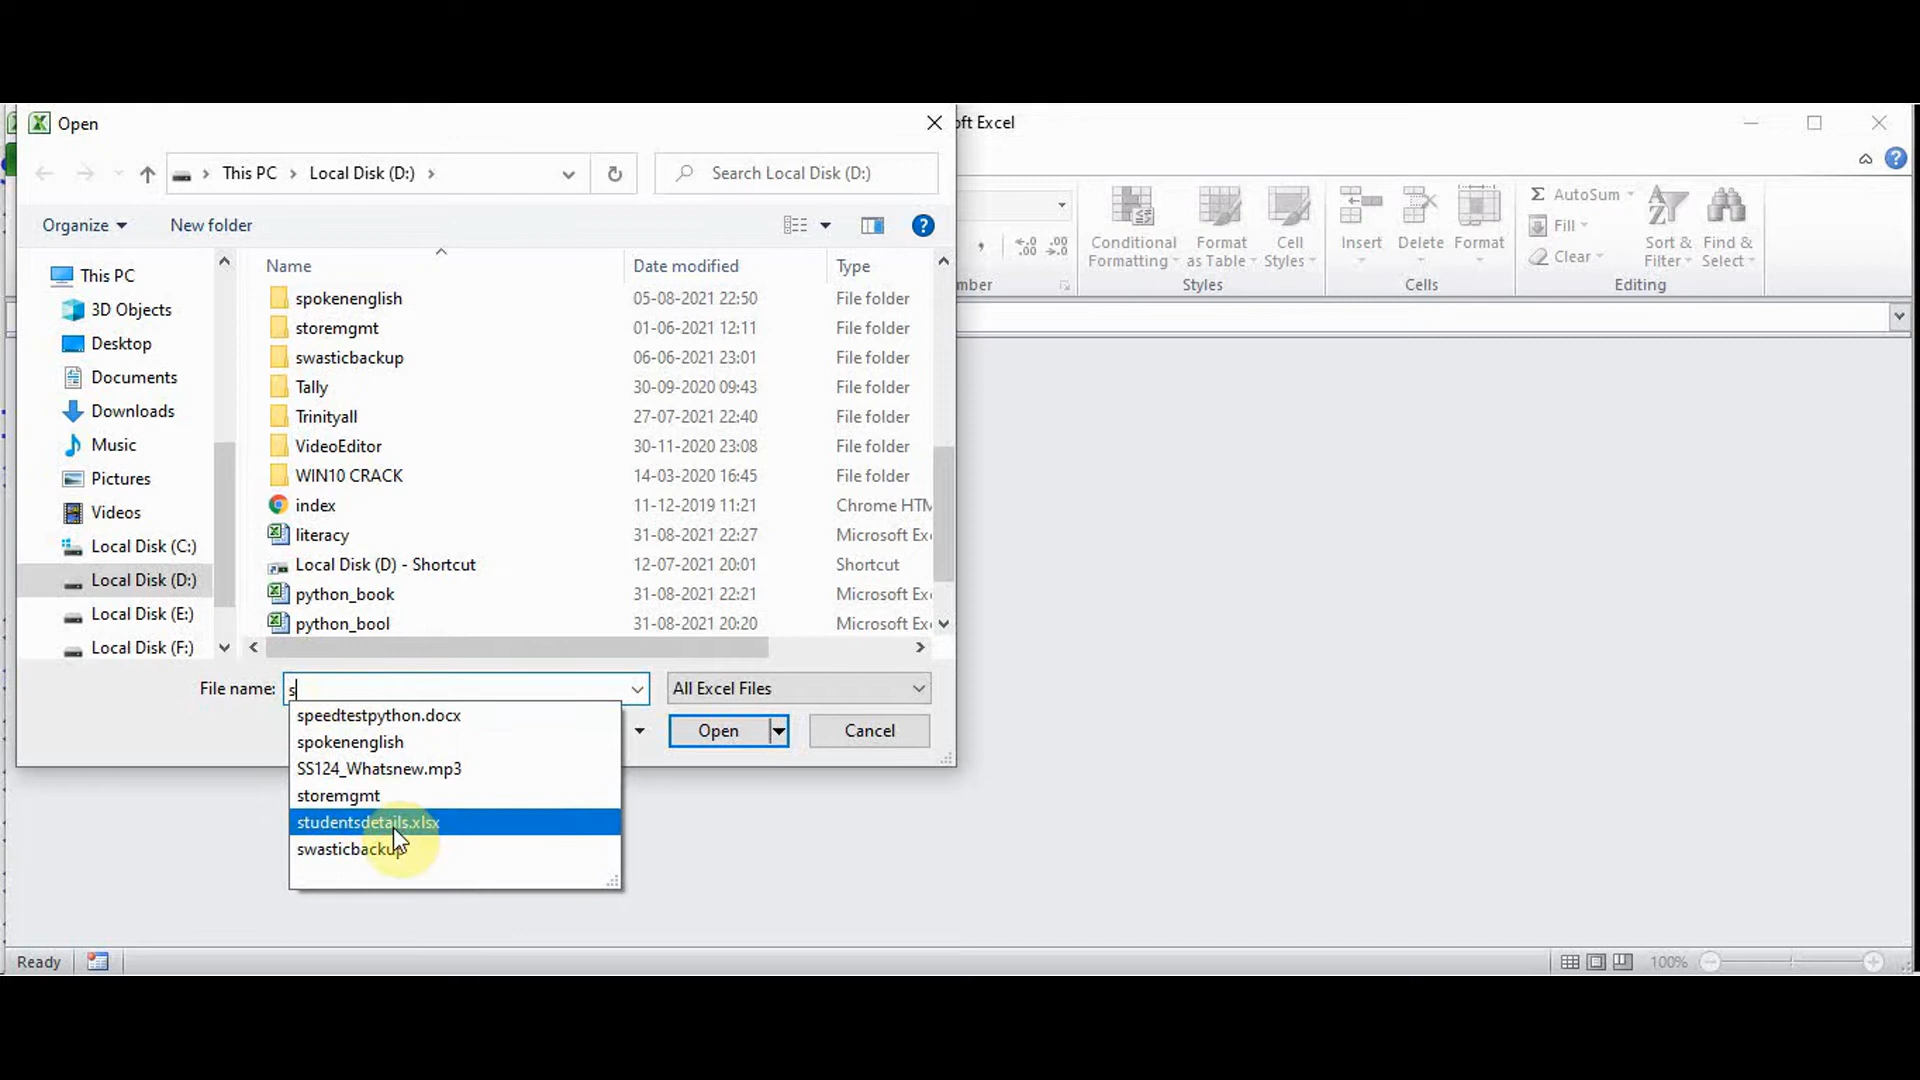 Open
oft Excel
This PC
Local Disk (D:)
Search Local Disk (D:)
Organize
New folder
?
?
Name
Date modified
Type
This PC
3D Objects
Desktop
Documents
Downloads
Music
Pictures
Videos
Local Disk (C:)
Local Disk (D:)
Local Disk (E:)
Local Disk (F:)
spokenenglish 05-08-2021 22:50 File folder
storemgmt 01-06-2021 12:11 File folder
swasticbackup 06-06-2021 23:01 File folder
Tally 30-09-2020 09:43 File folder
Trinityall 27-07-2021 22:40 File folder
VideoEditor 30-11-2020 23:08 File folder
WIN10 CRACK 14-03-2020 16:45 File folder
index 11-12-2019 11:21 Chrome HTM
literacy 31-08-2021 22:27 Microsoft Exc
Local Disk (D) - Shortcut 12-07-2021 20:01 Shortcut
python_book 31-08-2021 22:21 Microsoft Exc
python_bool 31-08-2021 20:20 Microsoft Exc
File name: s
All Excel Files
Open
Cancel
speedtestpython.docx
spokenenglish
SS124_Whatsnew.mp3
storemgmt
studentsdetails.xlsx
swasticbackup
Conditional
Formatting
Format
as Table
Cell
Styles
Insert
Delete
Format
Σ AutoSum
Fill
Clear
Sort &
Filter
Find &
Select
mber
Styles
Cells
Editing
Ready
100%